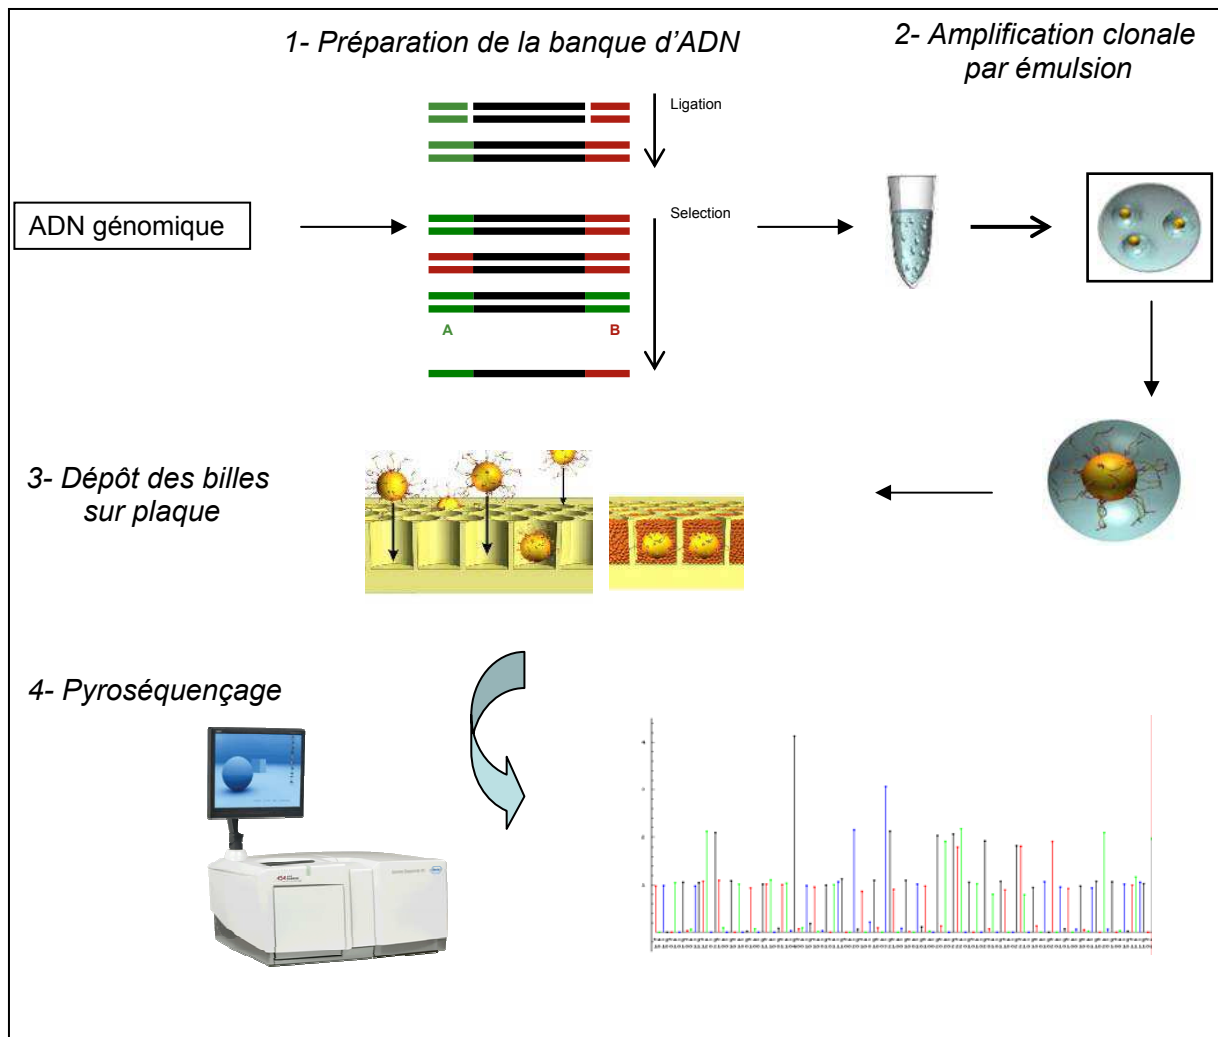 1- Préparation de la banque d’ADN
2- Amplification clonale
par émulsion
Ligation
ADN génomique
Selection
A
B
3- Dépôt des billes
sur plaque
4- Pyroséquençage